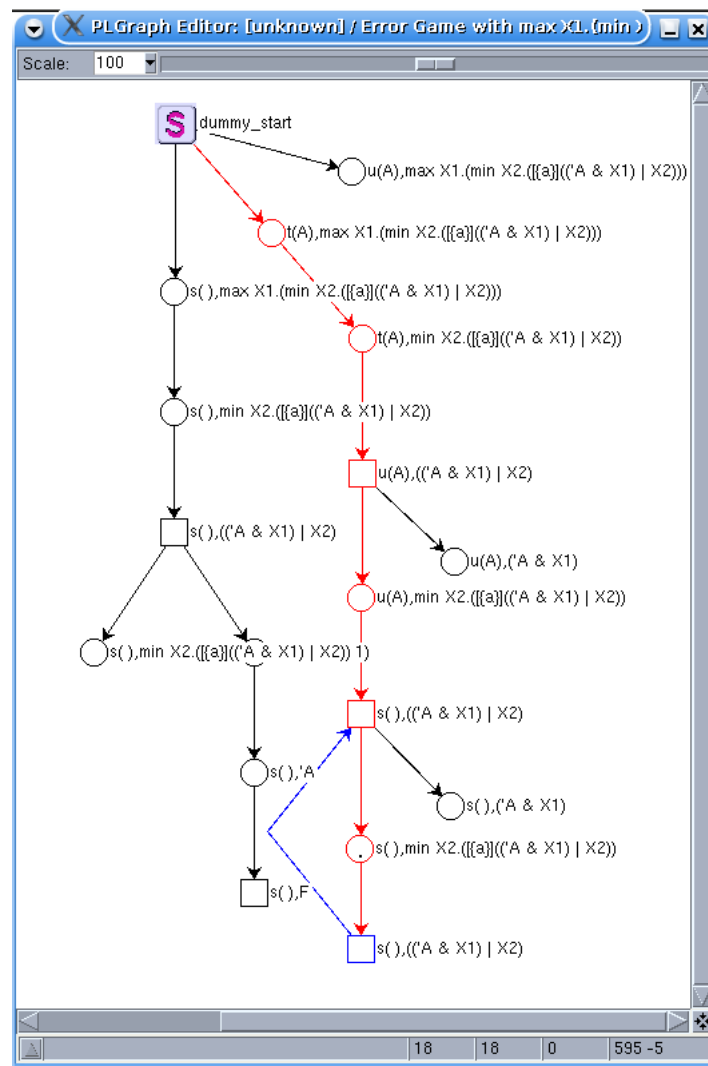 PLGraph Editor: [unknown] / Error Game with max X1.(min X
Scale: 100
S dummy_start
u(A),max X1.(min X2.([{a}](('A & X1) | X2)))
t(A),max X1.(min X2.([{a}](('A & X1) | X2)))
s( ),max X1.(min X2.([{a}](('A & X1) | X2)))
t(A),min X2.([{a}](('A & X1) | X2))
s( ),min X2.([{a}](('A & X1) | X2))
u(A),(('A & X1) | X2)
s( ),(('A & X1) | X2)
u(A),('A & X1)
u(A),min X2.([{a}](('A & X1) | X2))
s( ),min X2.([{a}](('A & X1) | X2)) 1)
s( ),(('A & X1) | X2)
s( ),'A
s( ),('A & X1)
s( ),min X2.([{a}](('A & X1) | X2))
s( ),F
s( ),(('A & X1) | X2)
18 18 0 595 -5